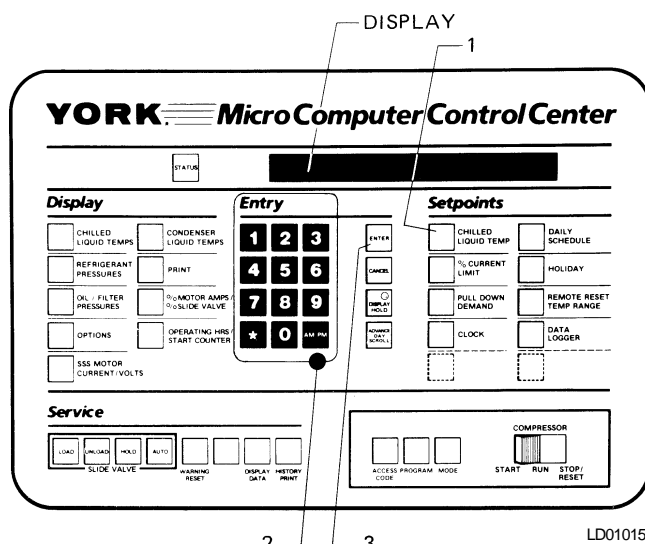 DISPLAY
1
YORK. Micro Computer Control Center
STATUS
Display
CHILLED
LIQUID TEMPS
CONDENSER
LIQUID TEMPS
REFRIGERANT
PRESSURES
PRINT
OIL / FILTER
PRESSURES
% MOTOR AMPS /
% SLIDE VALVE
OPTIONS
OPERATING HRS /
START COUNTER
SSS MOTOR
CURRENT / VOLTS
Entry
1 2 3
4 5 6
7 8 9
* 0 AM PM
ENTER
CANCEL
DISPLAY
HOLD
ADVANCE
DAY
SCROLL
Setpoints
CHILLED
LIQUID TEMP
DAILY
SCHEDULE
% CURRENT
LIMIT
HOLIDAY
PULL DOWN
DEMAND
REMOTE RESET
TEMP RANGE
CLOCK
DATA
LOGGER
Service
LOAD UNLOAD HOLD AUTO
SLIDE VALVE
WARNING
RESET
DISPLAY
DATA
HISTORY
PRINT
ACCESS
CODE
PROGRAM
MODE
COMPRESSOR
START RUN STOP/
RESET
2 3
LD01015